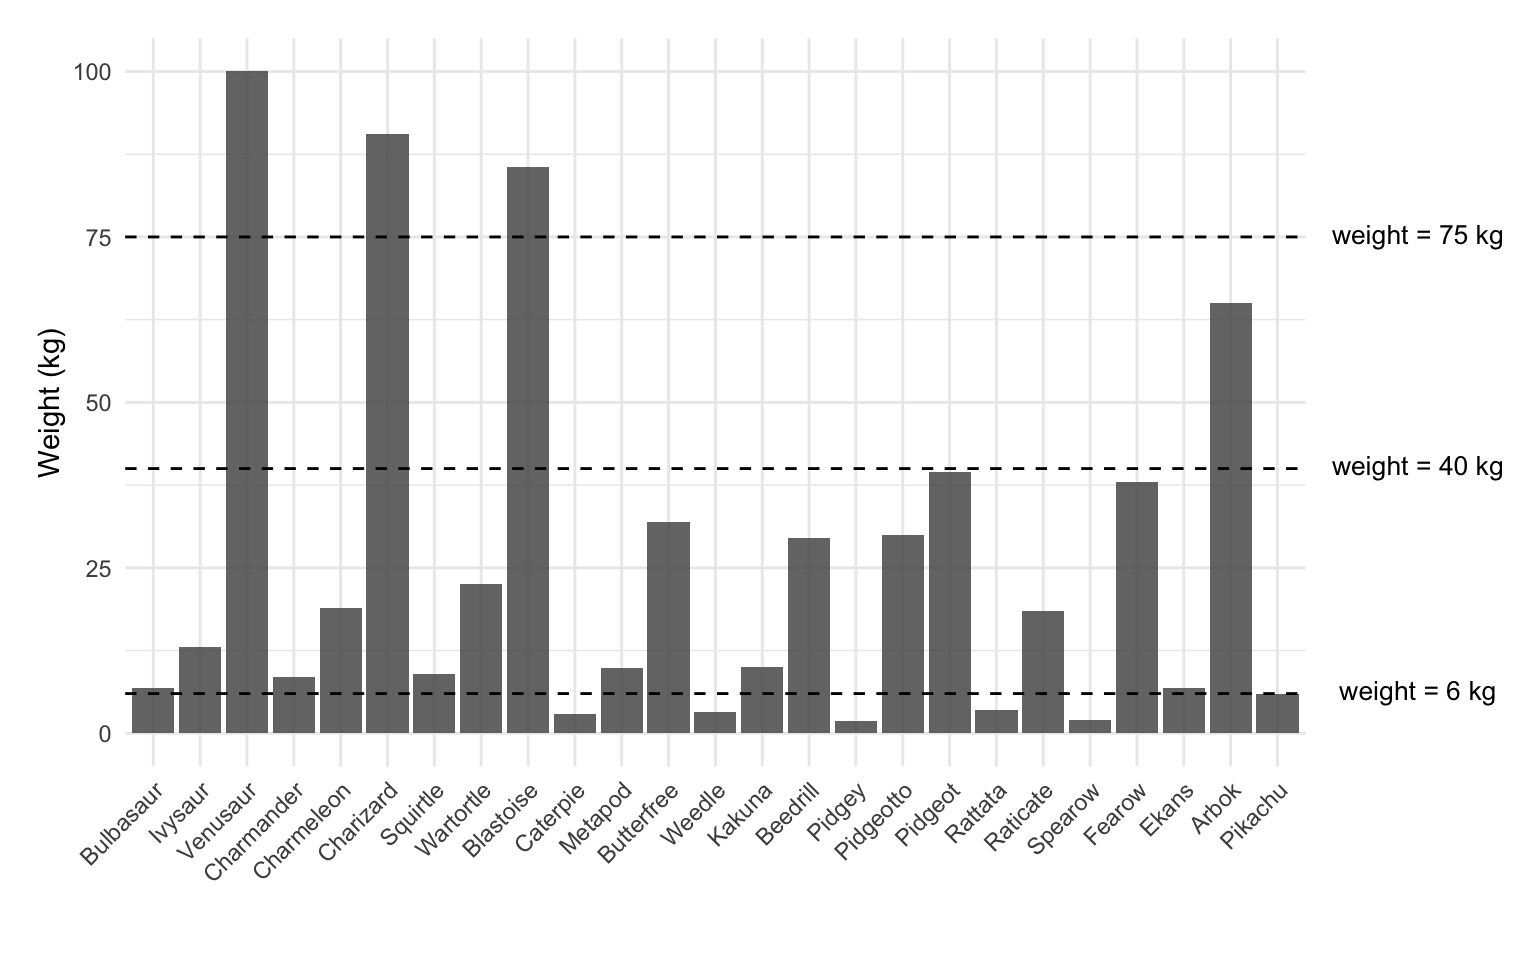 100
75
50
25
0
Weight (kg)
weight = 75 kg
weight = 40 kg
weight = 6 kg
Bulbasaur
Ivysaur
Venusaur
Charmander
Charmeleon
Charizard
Squirtle
Wartortle
Blastoise
Caterpie
Metapod
Butterfree
Weedle
Kakuna
Beedrill
Pidgey
Pidgeotto
Pidgeot
Rattata
Raticate
Spearow
Fearow
Ekans
Arbok
Pikachu